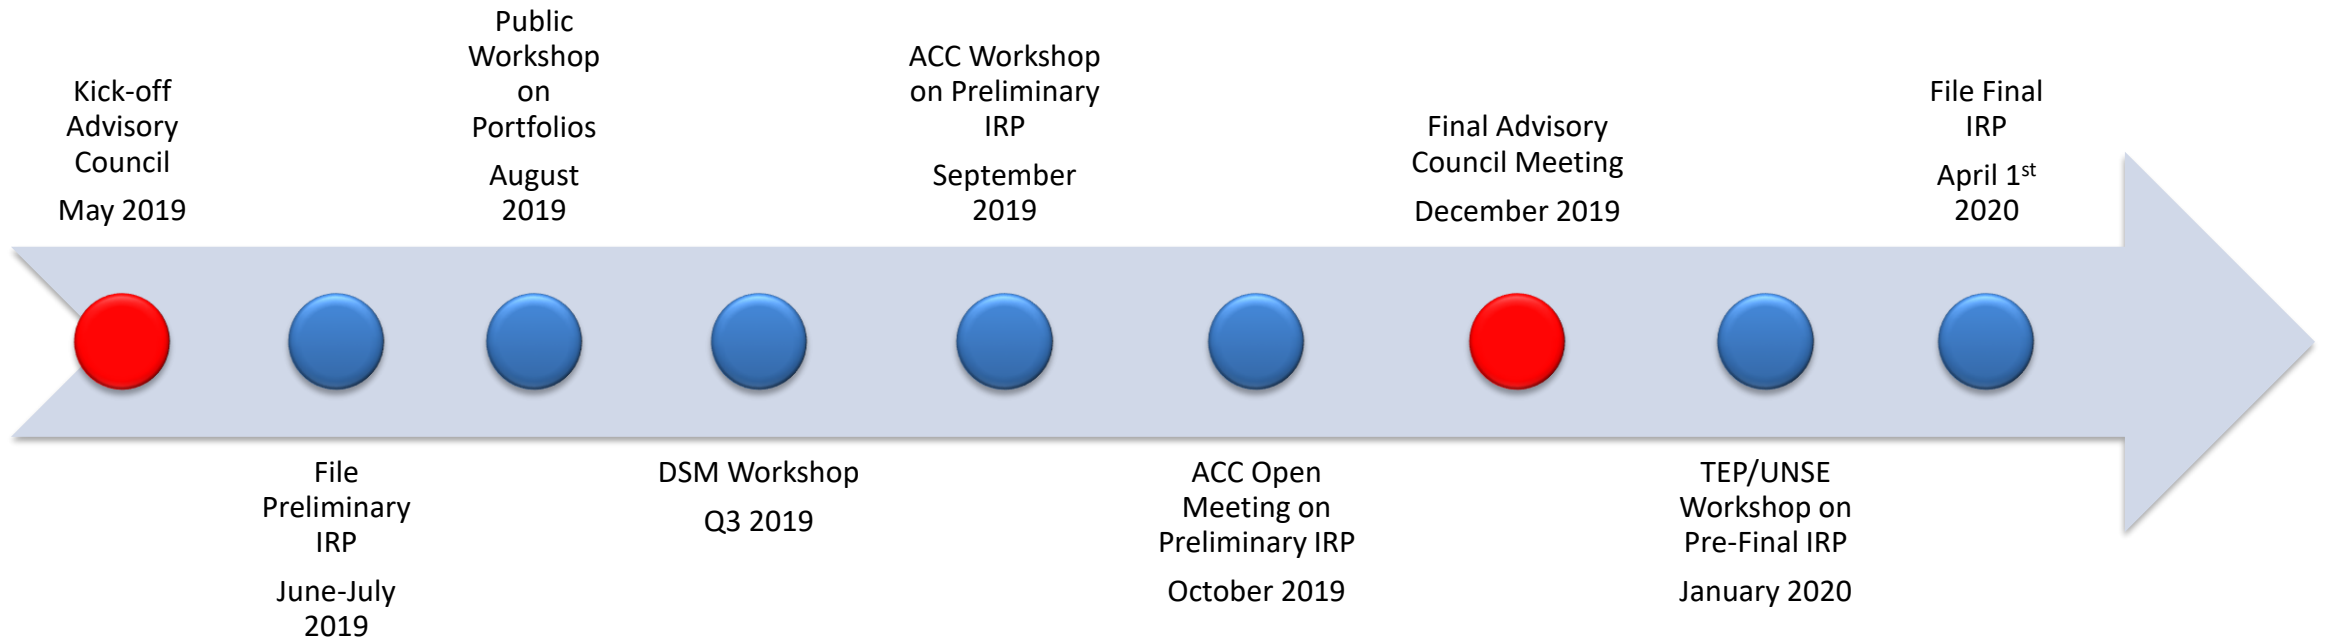 Kick-off
Advisory
Council
May 2019
File
Preliminary
IRP
June-July
2019
Public
Workshop
on
Portfolios
August
2019
DSM Workshop
Q3 2019
ACC Workshop
on Preliminary
IRP
September
2019
ACC Open
Meeting on
Preliminary IRP
October 2019
Final Advisory
Council Meeting
December 2019
TEP/UNSE
Workshop on
Pre-Final IRP
January 2020
File Final
IRP
April 1st
2020